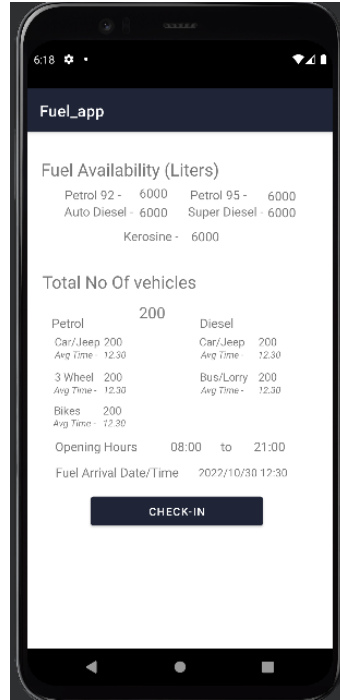 6:18
Fuel_app
Fuel Availability (Liters)
Petrol 92 - 6000 Petrol 95 - 6000
Auto Diesel - 6000 Super Diesel - 6000
Kerosine - 6000
Total No Of vehicles
200
Petrol Diesel
Car/Jeep 200 Car/Jeep 200
Avg Time - 12.30 Avg Time - 12.30
3 Wheel 200 Bus/Lorry 200
Avg Time - 12.30 Avg Time - 12.30
Bikes 200
Avg Time - 12.30
Opening Hours 08:00 to 21:00
Fuel Arrival Date/Time 2022/10/30 12:30
CHECK-IN